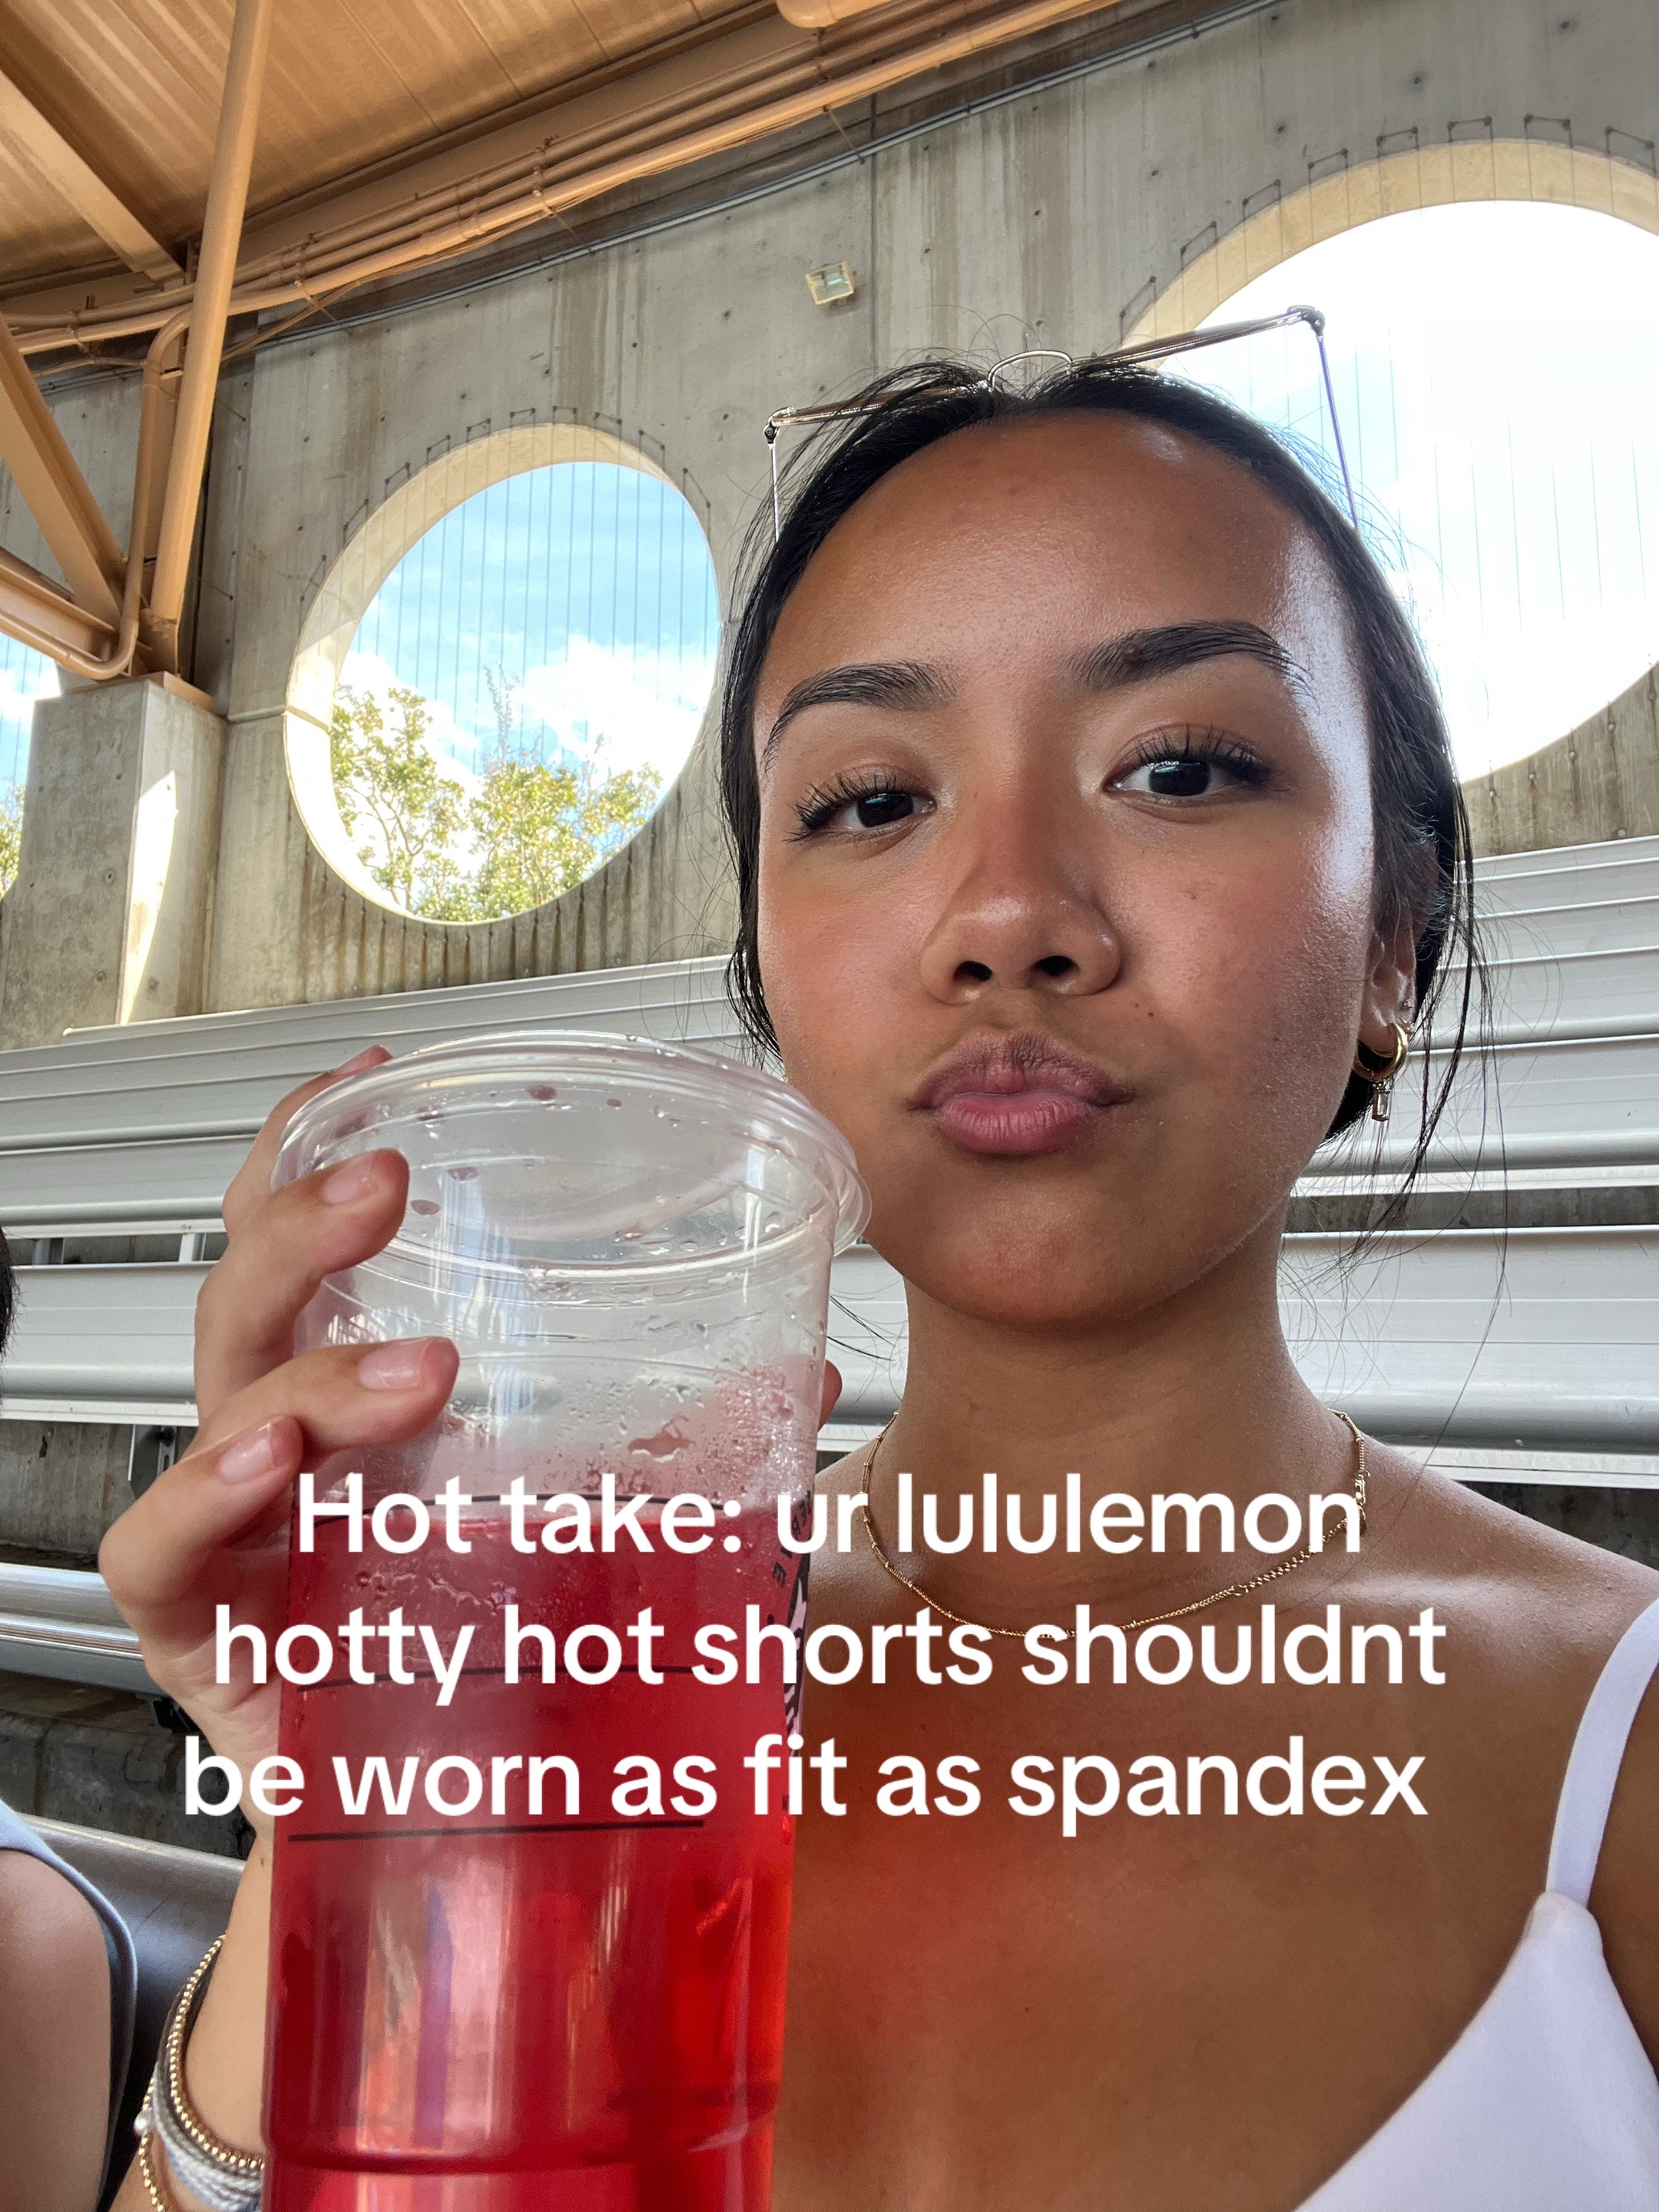 Hot take: ur lululemon
hotty hot shorts shouldnt
be worn as fit as spandex